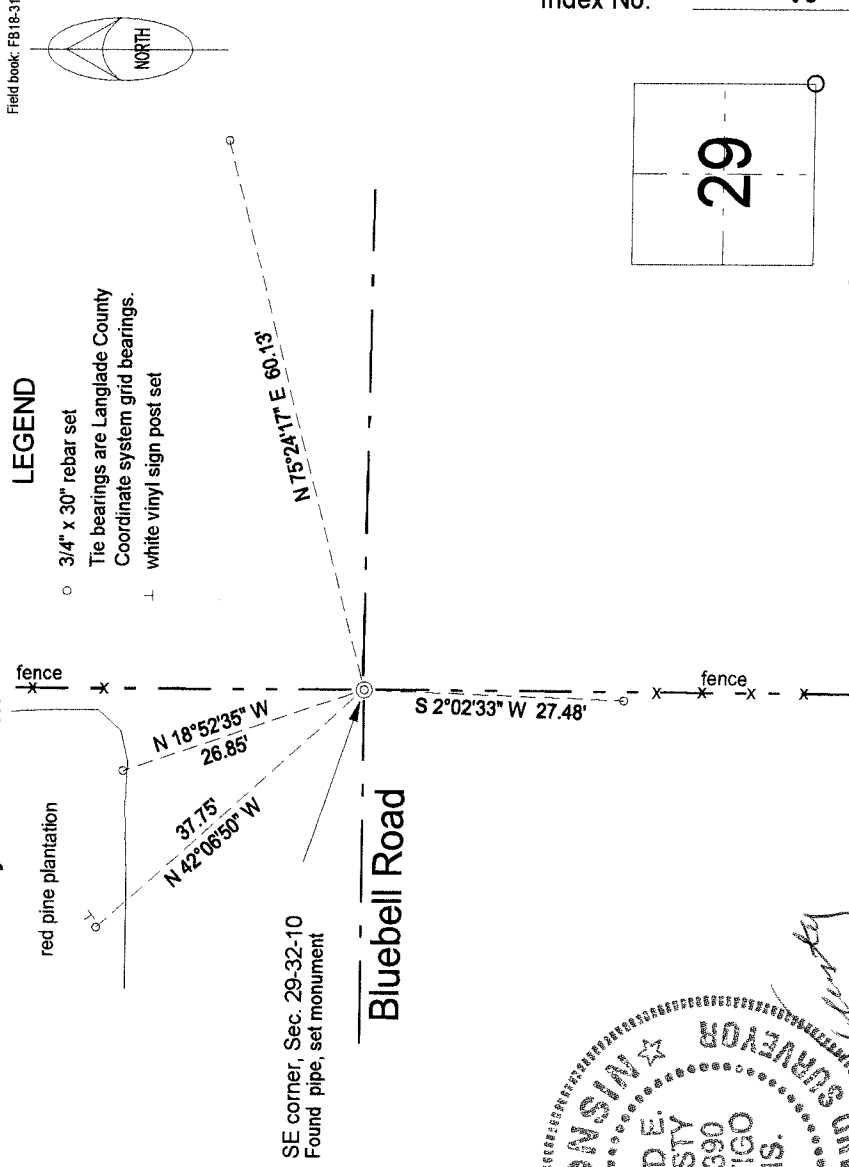 Field book: FB18-31
NORTH
Index No.
LEGEND
3/4" x 30" rebar set
Tie bearings are Langlade County
Coordinate system grid bearings.
white vinyl sign post set
29
N 75°24'17" E 60.13'
fence
N 18°52'35" W
26.85'
37.75'
N 42°06'50" W
red pine plantation
S 2°02'33" W 27.48'
fence
SE corner, Sec. 29-32-10
Found pipe, set monument
Bluebell Road
SURVEYOR